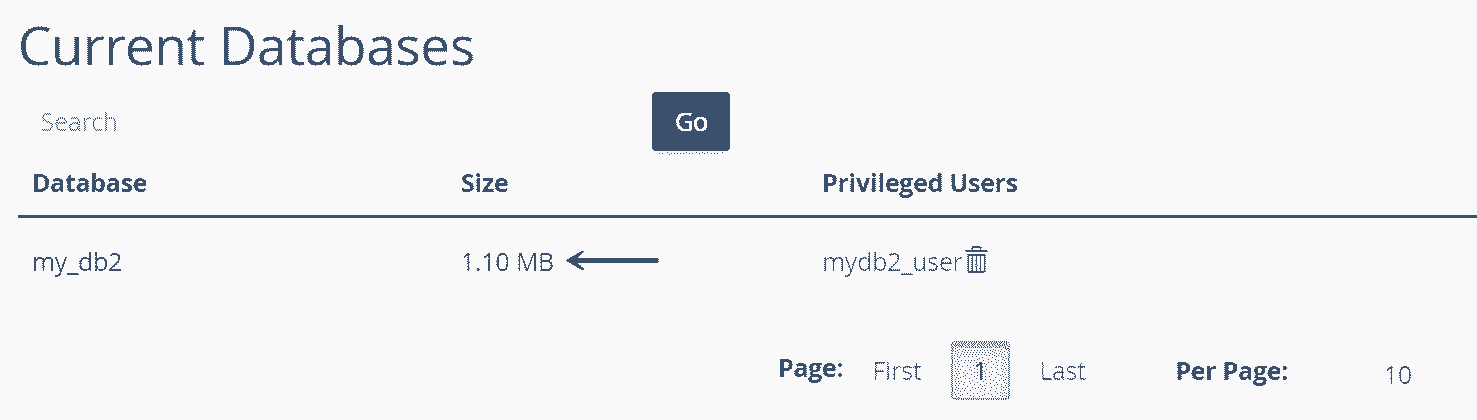 Current Databases
Search Go
Database Size Privileged Users
my_db2 1.10 MB mydb2_user
Page: First 1 Last Per Page: 10